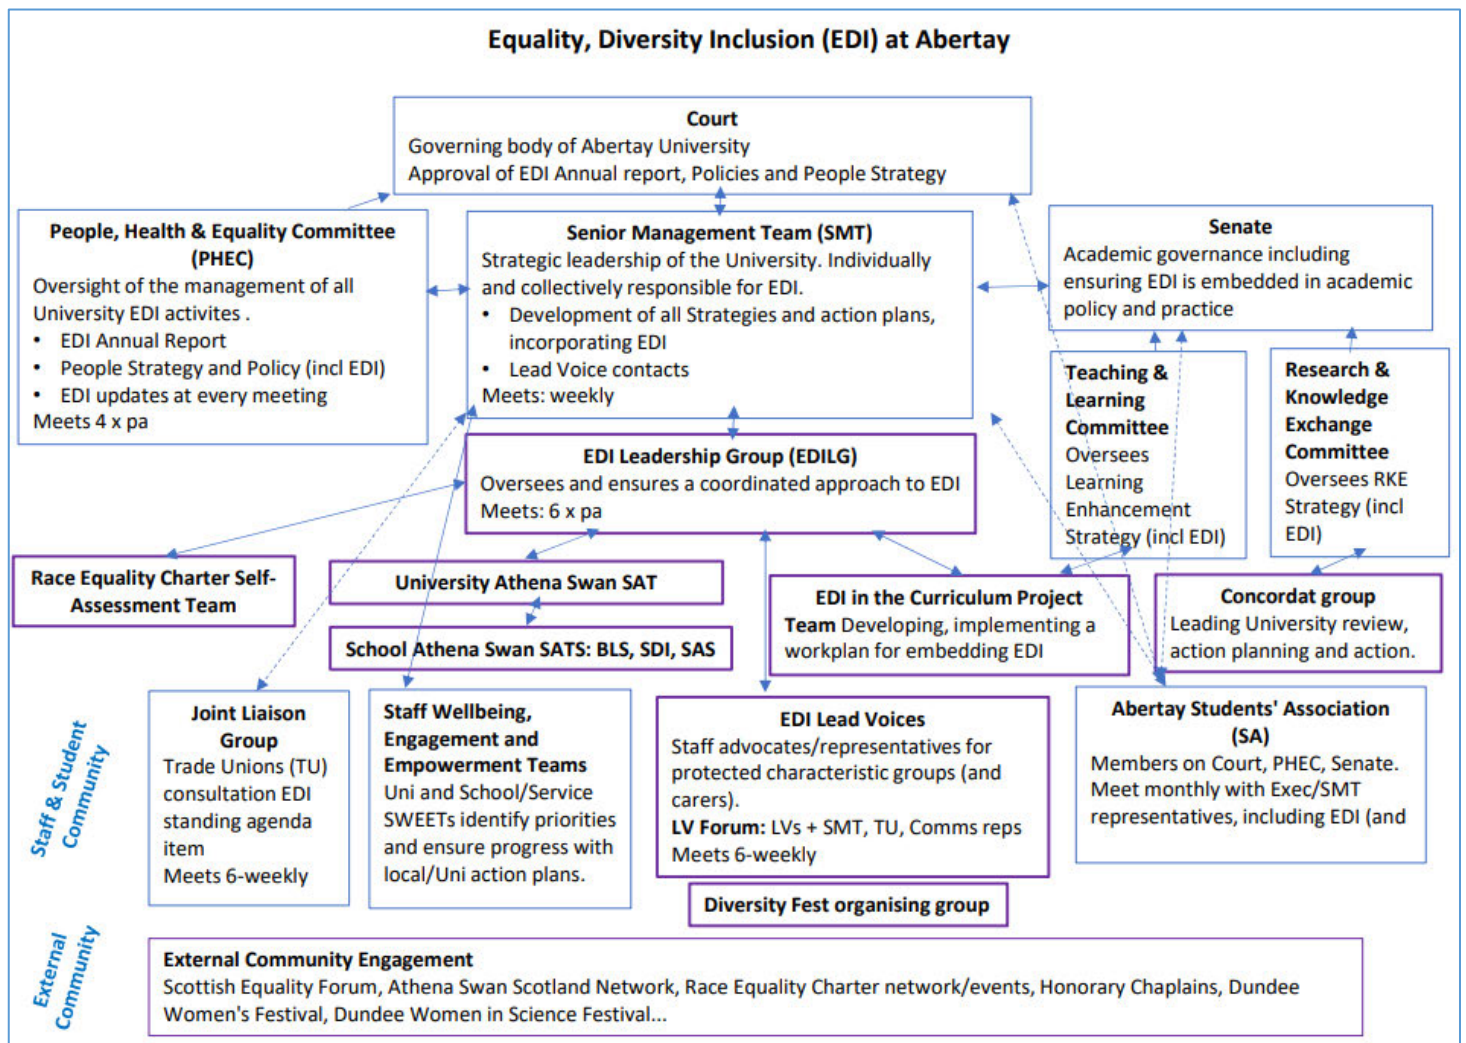 Equality, Diversity Inclusion (EDI) at Abertay
Court
Governing body of Abertay University
Approval of EDI Annual report, Policies and People Strategy
People, Health & Equality Committee
(PHEC)
Oversight of the management of all
University EDI activites .
• EDI Annual Report
• People Strategy and Policy (incl EDI)
• EDI updates at every meeting
Meets 4 x pa
Senior Management Team (SMT)
Strategic leadership of the University. Individually
and collectively responsible for EDI.
• Development of all Strategies and action plans,
incorporating EDI
• Lead Voice contacts
Meets: weekly
Senate
Academic governance including
ensuring EDI is embedded in academic
policy and practice
Teaching &
Learning
Committee
Oversees
Learning
Enhancement
Strategy (incl EDI)
Research &
Knowledge
Exchange
Committee
Oversees RKE
Strategy (incl
EDI)
EDI Leadership Group (EDILG)
Oversees and ensures a coordinated approach to EDI
Meets: 6 x pa
Race Equality Charter Self-
Assessment Team
University Athena Swan SAT
School Athena Swan SATS: BLS, SDI, SAS
EDI in the Curriculum Project
Team Developing, implementing a
workplan for embedding EDI
Concordat group
Leading University review,
action planning and action.
Staff & Student
Community
Joint Liaison
Group
Trade Unions (TU)
consultation EDI
standing agenda
item
Meets 6-weekly
Staff Wellbeing,
Engagement and
Empowerment Teams
Uni and School/Service
SWEETs identify priorities
and ensure progress with
local/Uni action plans.
EDI Lead Voices
Staff advocates/representatives for
protected characteristic groups (and
carers).
LV Forum: LVs + SMT, TU, Comms reps
Meets 6-weekly
Abertay Students' Association
(SA)
Members on Court, PHEC, Senate.
Meet monthly with Exec/SMT
representatives, including EDI (and
Diversity Fest organising group
External
Community
External Community Engagement
Scottish Equality Forum, Athena Swan Scotland Network, Race Equality Charter network/events, Honorary Chaplains, Dundee
Women's Festival, Dundee Women in Science Festival...